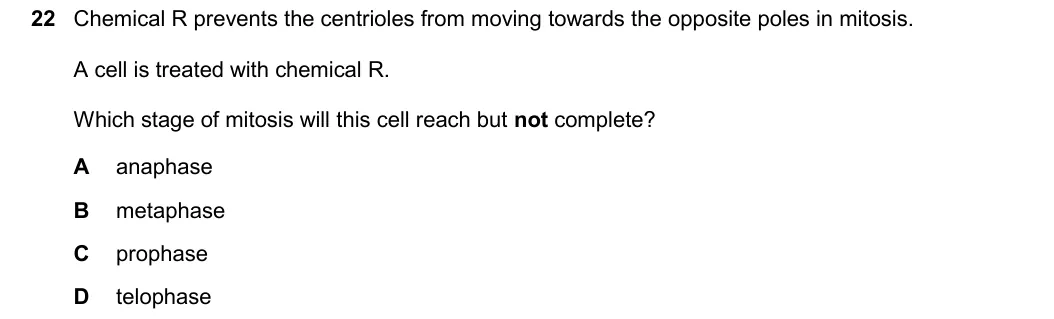 22 Chemical R prevents the centrioles from moving towards the opposite poles in mitosis.
A cell is treated with chemical R.
Which stage of mitosis will this cell reach but not complete?
A anaphase
B metaphase
C prophase
D telophase